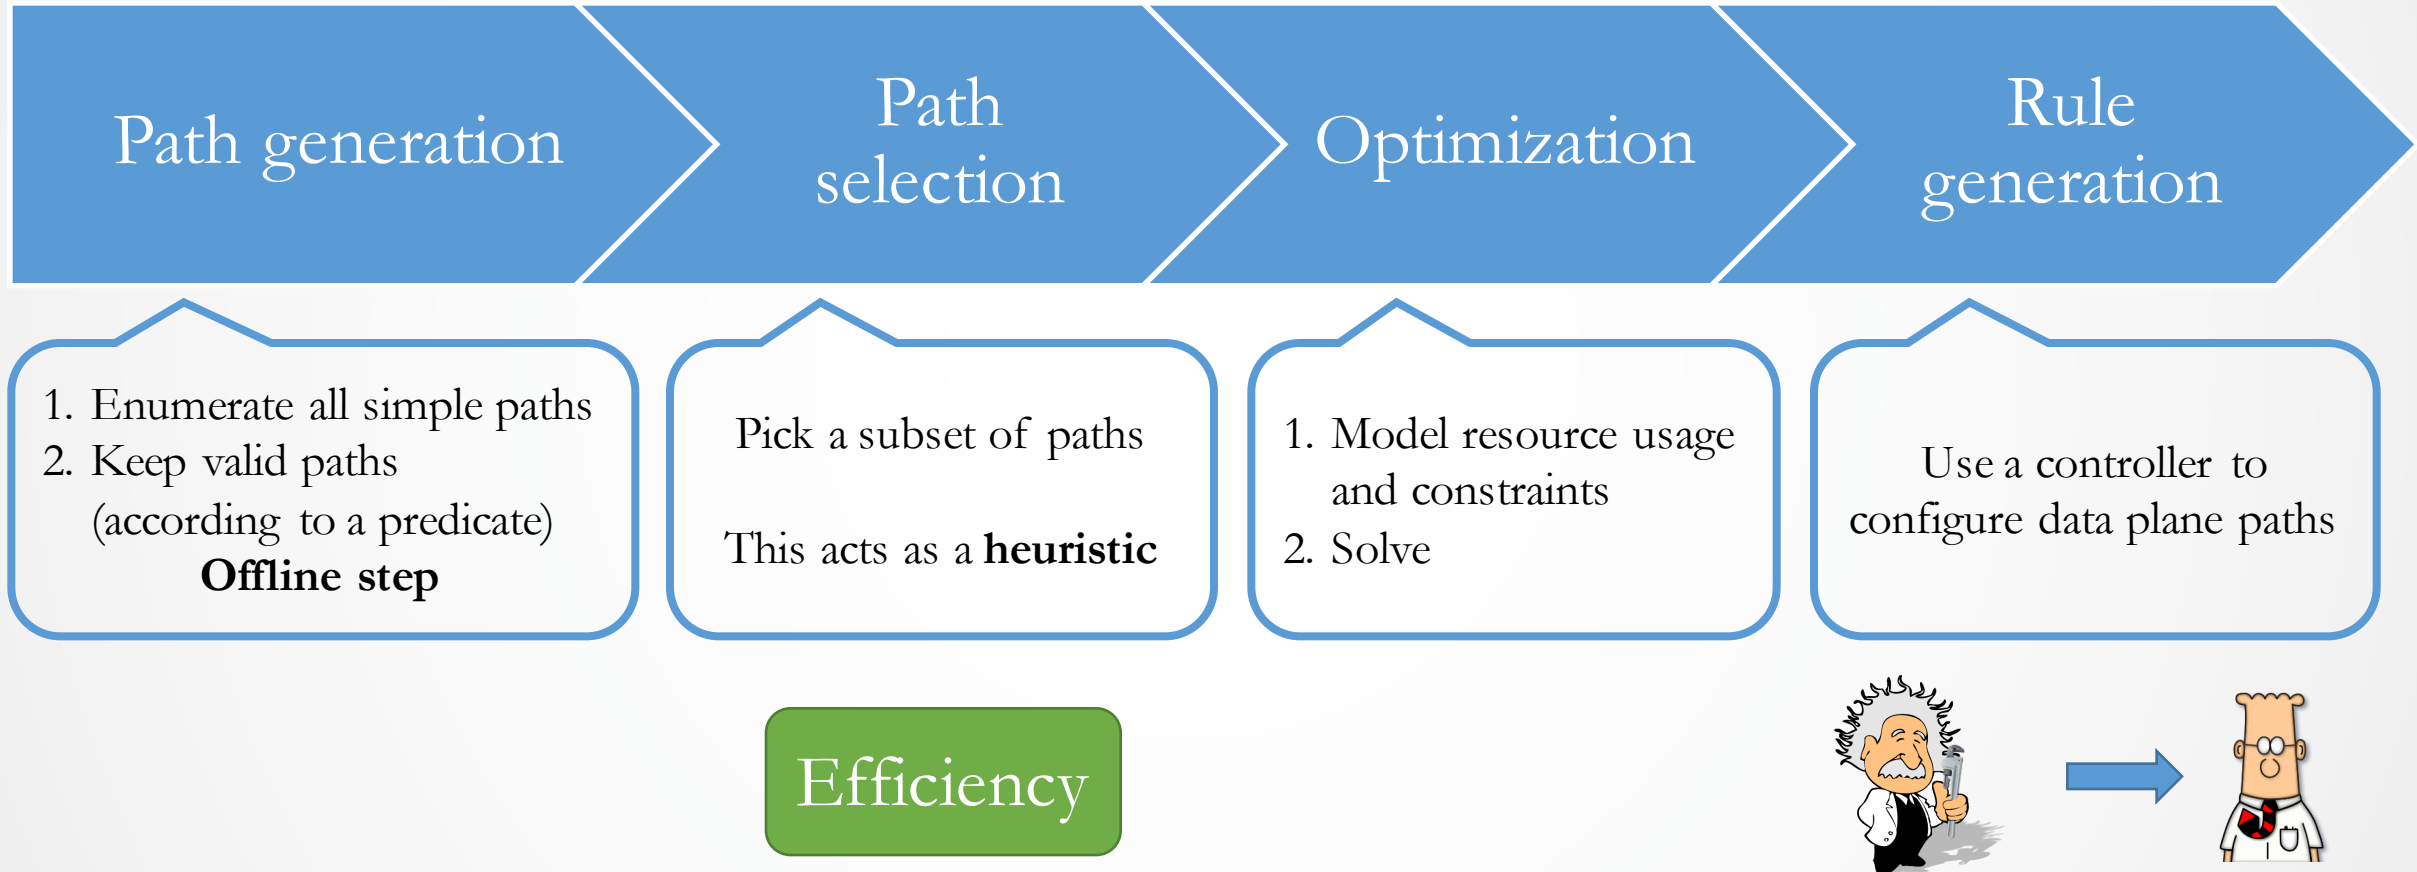 Path generation
Path
selection
Optimization
Rule
generation
1. Enumerate all simple paths
2. Keep valid paths
(according to a predicate)
Offline step
Pick a subset of paths
This acts as a heuristic
1. Model resource usage
and constraints
2. Solve
Use a controller to
configure data plane paths
Efficiency